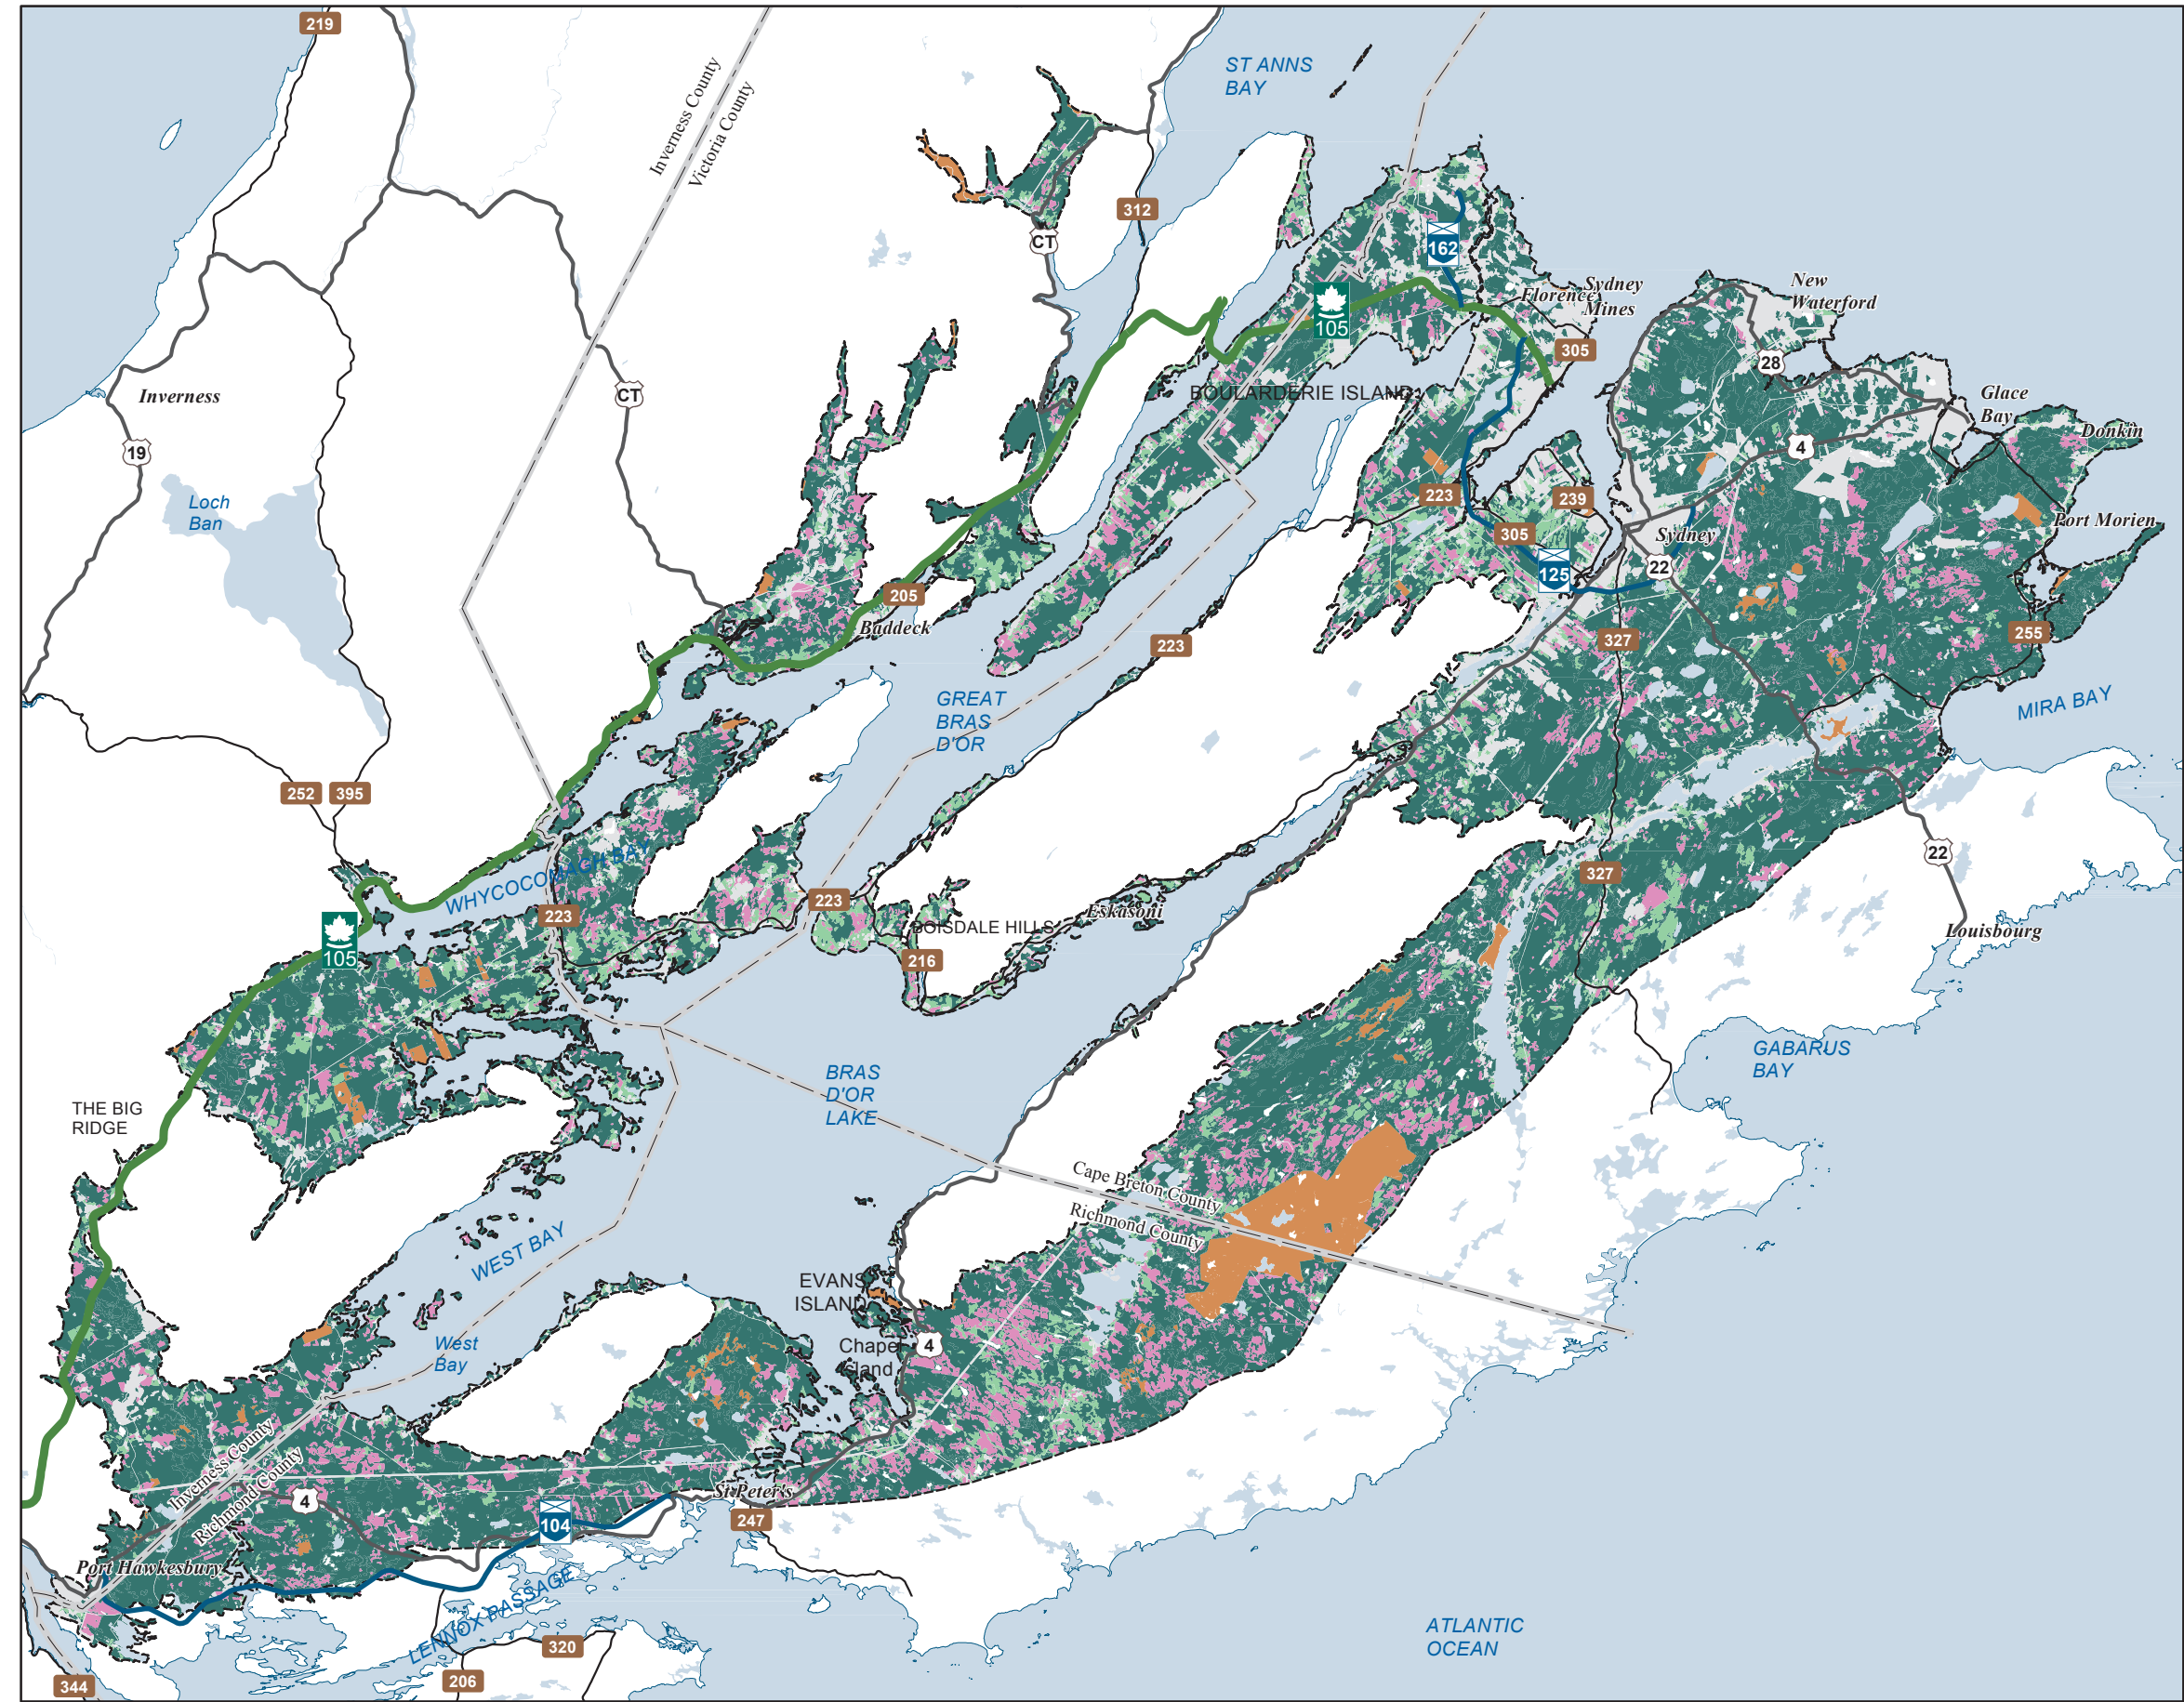 219
ST ANNS
BAY
Inverness County
Victoria County
312
CT
162
105
Florence
Sydney
Mines
New
Waterford
305
28
BOULARDERIE ISLAND
Inverness
CT
Glace
Bay
Donkin
19
4
Loch
Ban
223
239
305
Port Morien
Sydney
125
22
205
Baddeck
223
327
255
GREAT
BRAS
D'OR
MIRA BAY
252
395
22
WHYCOCOMAGH BAY
327
223
223
Eskasoni
BOISDALE HILLS
Louisbourg
105
216
GABARUS
BAY
BRAS
D'OR
LAKE
THE BIG
RIDGE
Cape Breton County
Richmond County
WEST BAY
EVANS
ISLAND
West
Bay
Chapel
Island
4
Inverness County
Richmond County
4
St Peter's
104
247
Port Hawkesbury
LENNOX PASSAGE
ATLANTIC
OCEAN
320
206
344